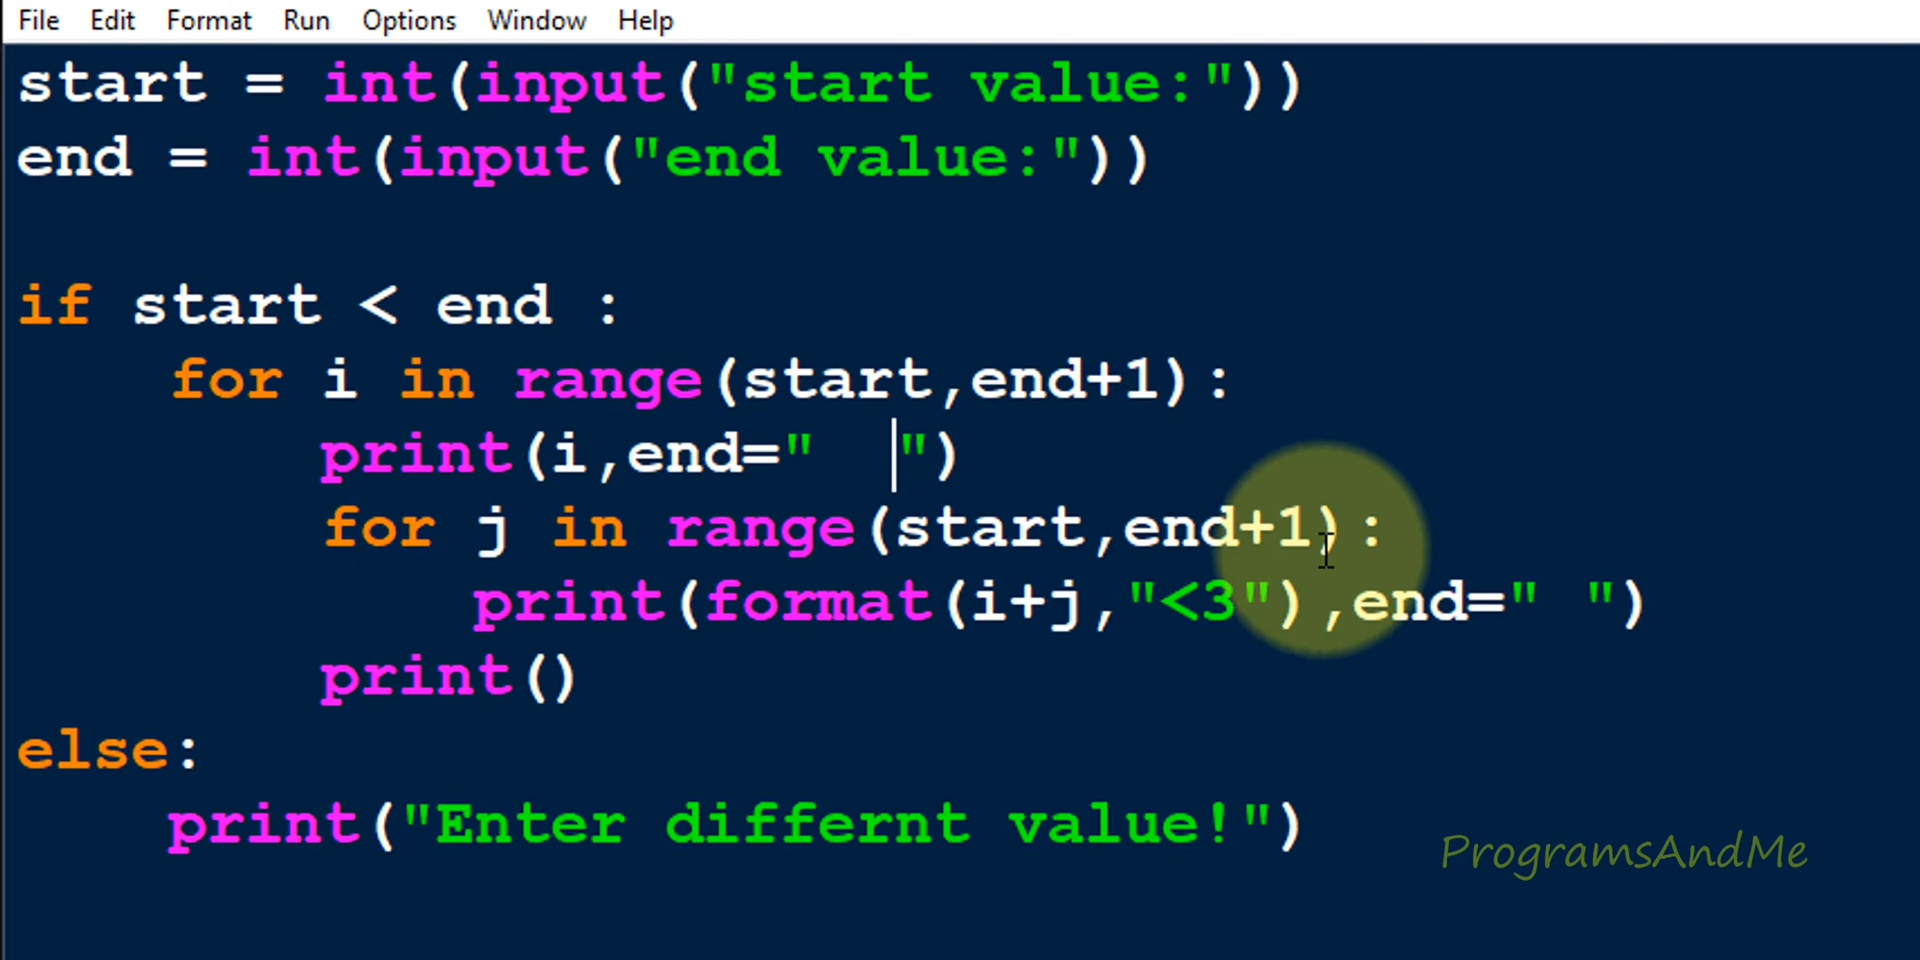 File Edit Format Run Options Window Help
start = int(input("start value:"))
end = int(input("end value:"))
if start < end :
    for i in range(start,end+1):
        print(i,end="  ")
        for j in range(start,end+1):
            print(format(i+j,"<3"),end=" ")
        print()
else:
    print("Enter differnt value!")
ProgramsAndMe